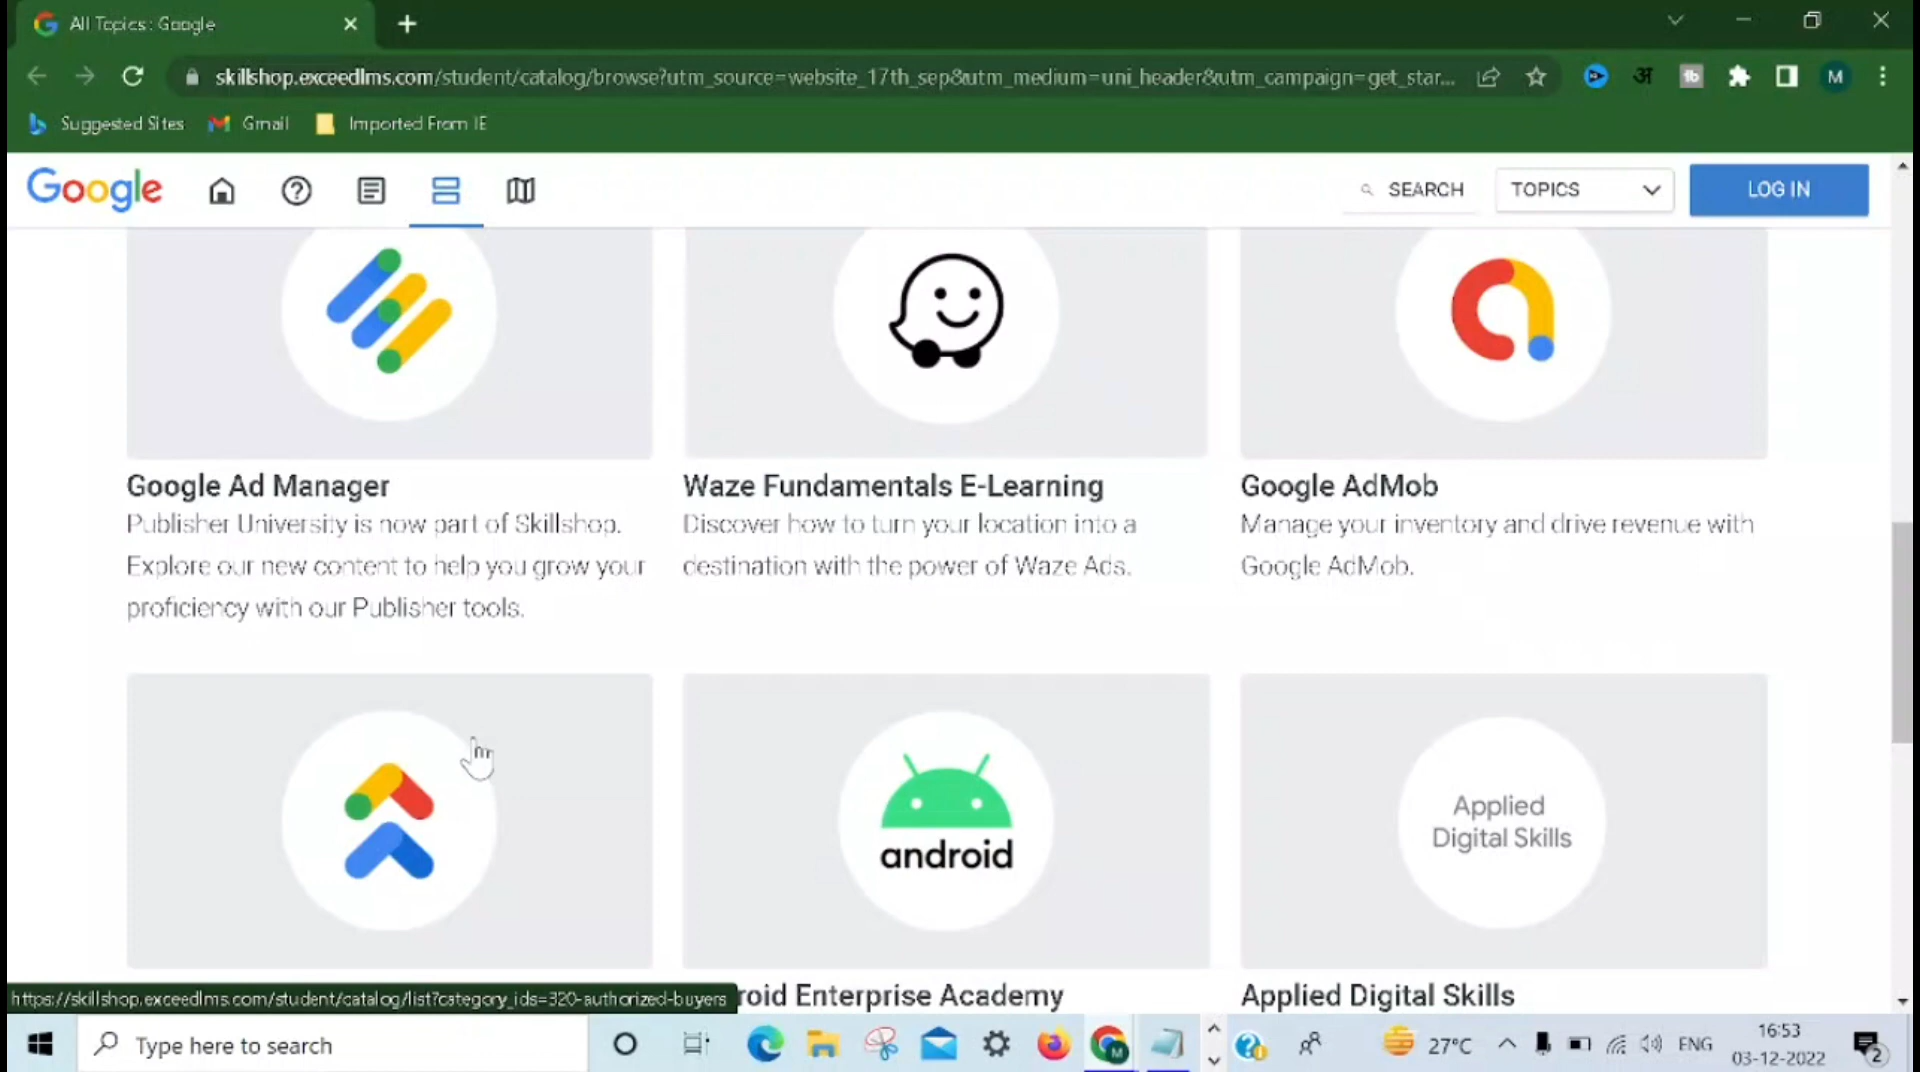 All Topics : Google
skillshop.exceedlms.com/student/catalog/browse?utm_source=website_17th_sep&utm_medium=uni_header&utm_campaign=get_star...
अ
tb
M
Suggested Sites
Gmail
Imported From IE
Google
SEARCH
TOPICS
LOG IN
Google Ad Manager
Publisher University is now part of Skillshop.
Explore our new content to help you grow your
proficiency with our Publisher tools.
Waze Fundamentals E-Learning
Discover how to turn your location into a
destination with the power of Waze Ads.
Google AdMob
Manage your inventory and drive revenue with
Google AdMob.
android
Applied
Digital Skills
https://skillshop.exceedlms.com/student/catalog/list?category_ids=320-authorized-buyers
roid Enterprise Academy
Applied Digital Skills
Type here to search
M
27°C
ENG
16:53
03-12-2022
2